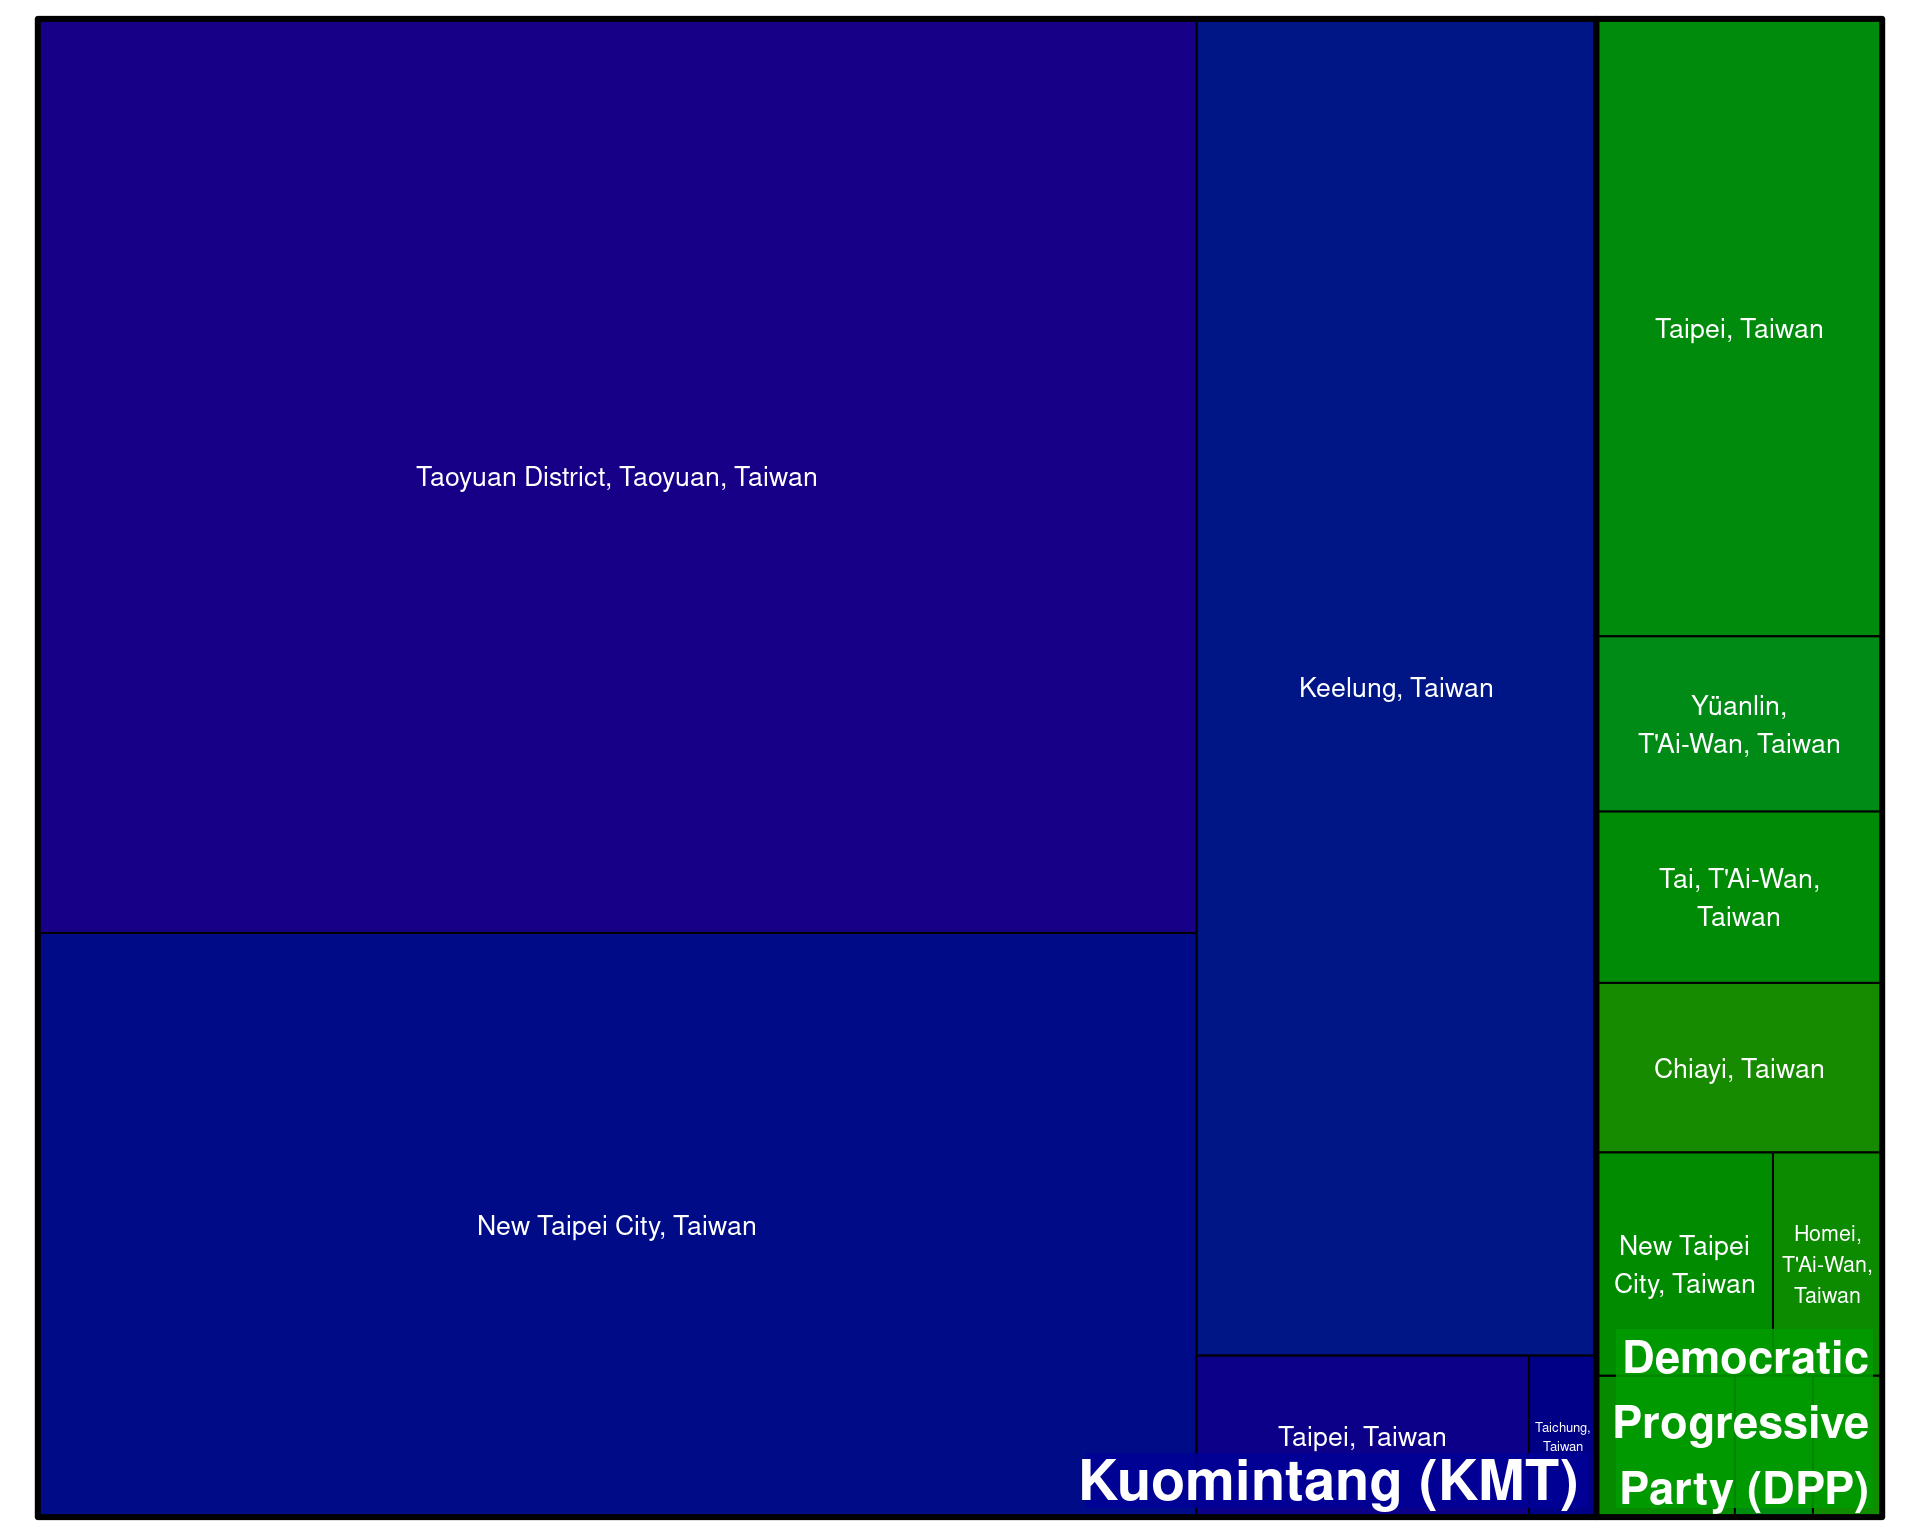 Taoyuan District, Taoyuan, Taiwan
New Taipei City, Taiwan
Keelung, Taiwan
Taipei, Taiwan
Taichung,
Taiwan
Kuomintang (KMT)
Taipei, Taiwan
Yüanlin,
T'Ai-Wan, Taiwan
Tai, T'Ai-Wan,
Taiwan
Chiayi, Taiwan
New Taipei
City, Taiwan
Homei,
T'Ai-Wan,
Taiwan
Democratic
Progressive
Party (DPP)